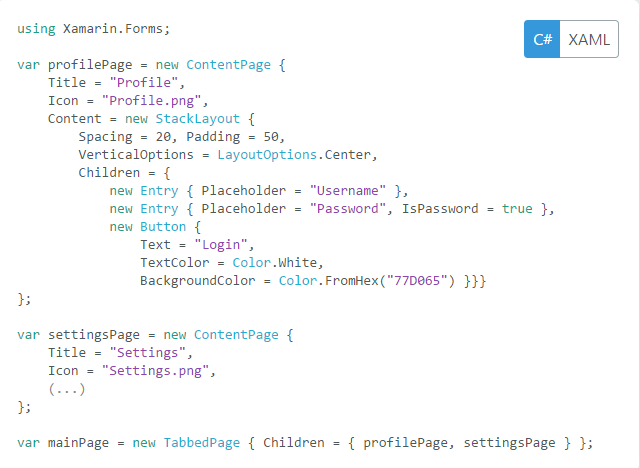 using Xamarin.Forms;
C# XAML
var profilePage = new ContentPage {
    Title = "Profile",
    Icon = "Profile.png",
    Content = new StackLayout {
        Spacing = 20, Padding = 50,
        VerticalOptions = LayoutOptions.Center,
        Children = {
            new Entry { Placeholder = "Username" },
            new Entry { Placeholder = "Password", IsPassword = true },
            new Button {
                Text = "Login",
                TextColor = Color.White,
                BackgroundColor = Color.FromHex("77D065") }}}
};
var settingsPage = new ContentPage {
    Title = "Settings",
    Icon = "Settings.png",
    (...)
};
var mainPage = new TabbedPage { Children = { profilePage, settingsPage } };